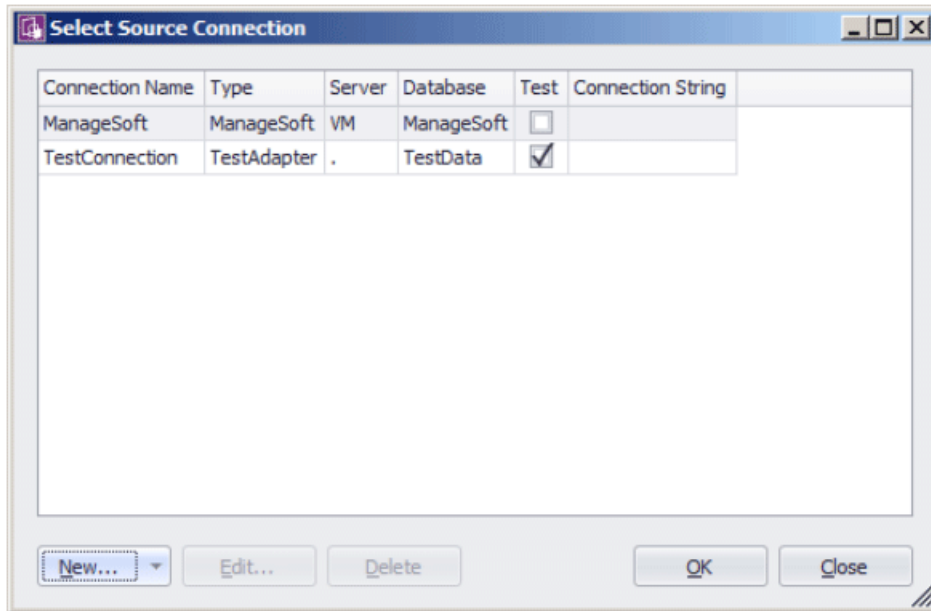 Select Source Connection
Connection Name Type Server Database Test Connection String
ManageSoft ManageSoft VM ManageSoft
TestConnection TestAdapter . TestData
New... Edit... Delete OK Close